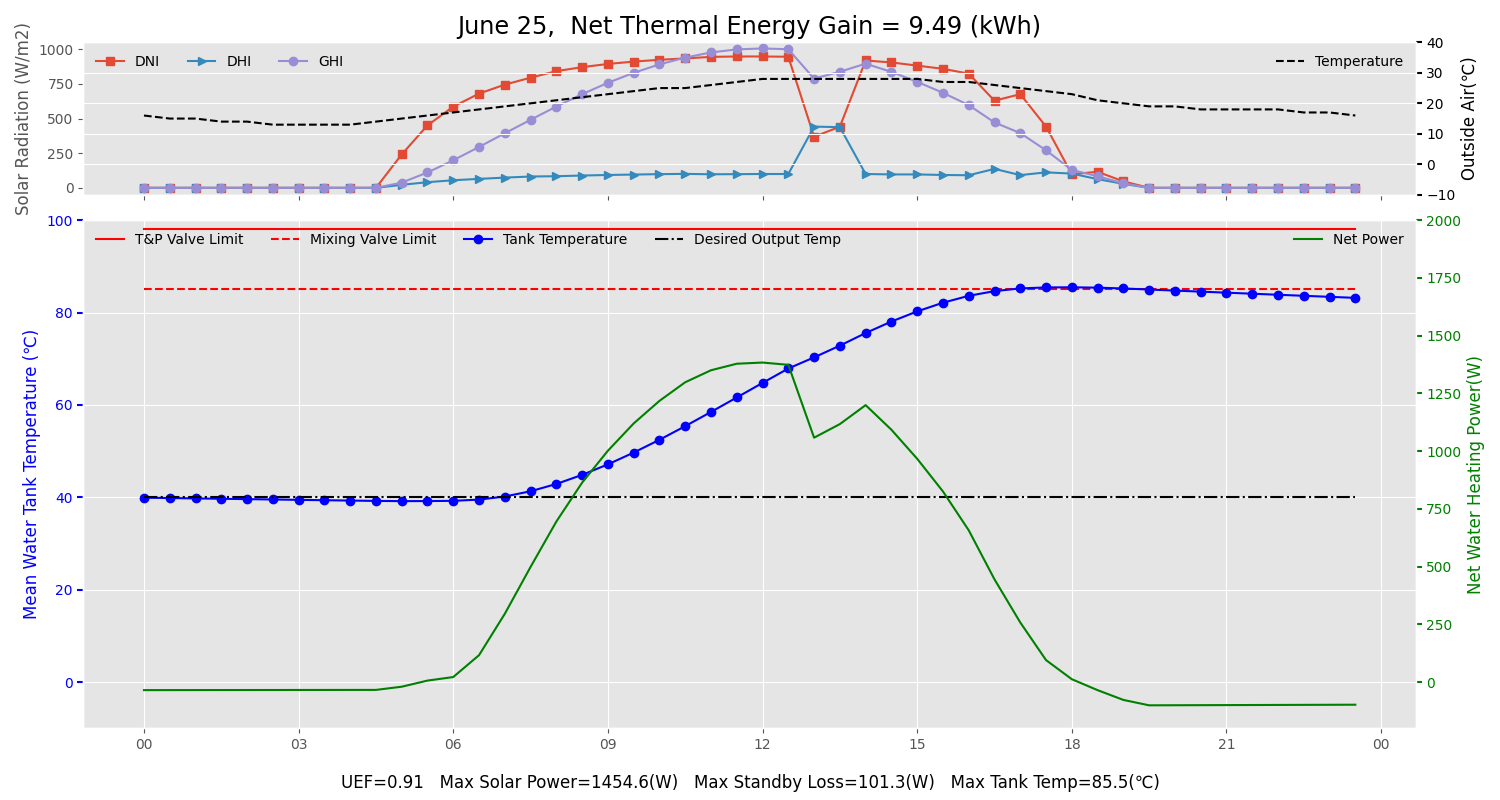 June 25,  Net Thermal Energy Gain = 9.49 (kWh)
Solar Radiation (W/m2)
1000
750
500
250
0
DNI DHI GHI
Temperature
40
30
20
10
0
−10
Outside Air(℃)
Mean Water Tank Temperature (℃)
100
80
60
40
20
0
T&P Valve Limit Mixing Valve Limit Tank Temperature Desired Output Temp
Net Power
2000
1750
1500
1250
1000
750
500
250
0
Net Water Heating Power(W)
00 03 06 09 12 15 18 21 00
UEF=0.91   Max Solar Power=1454.6(W)   Max Standby Loss=101.3(W)   Max Tank Temp=85.5(℃)